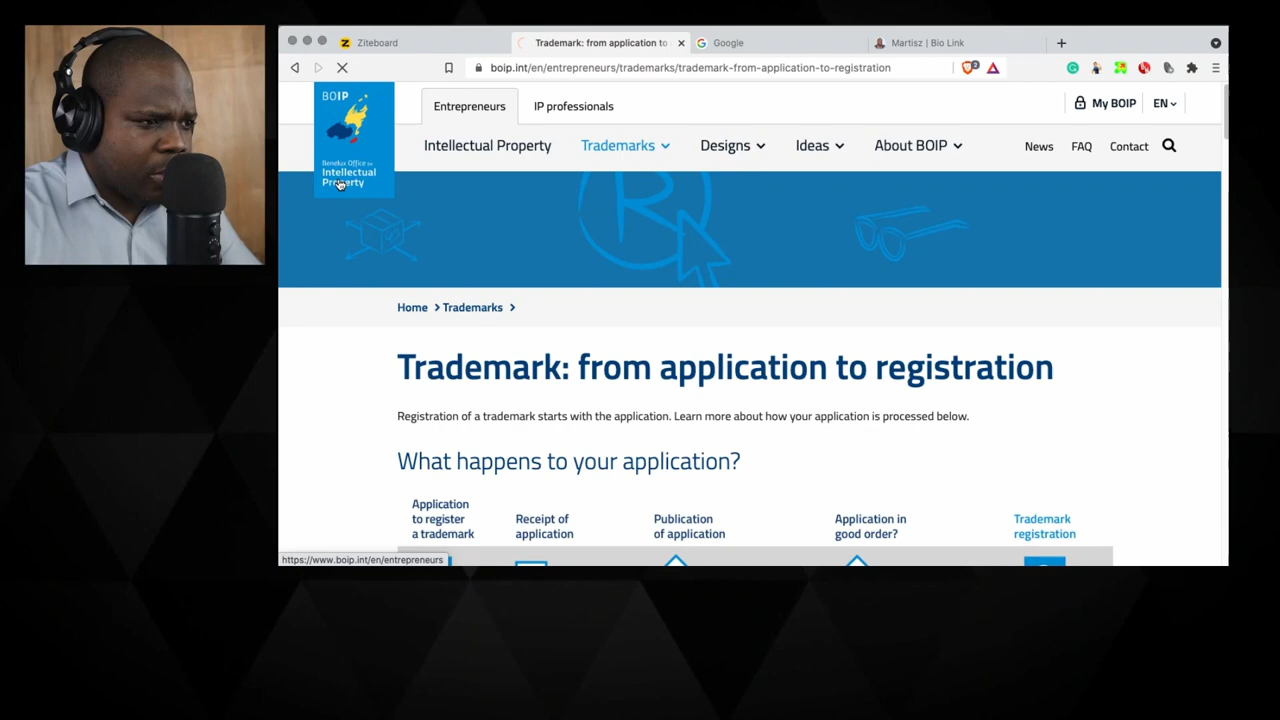 Ziteboard
Trademark: from application to
Google
Martisz | Bio Link
boip.int/en/entrepreneurs/trademarks/trademark-from-application-to-registration
2
BOIP
Benelux Office for
Intellectual
Property
Entrepreneurs
IP professionals
My BOIP
EN
Intellectual Property
Trademarks
Designs
Ideas
About BOIP
News
FAQ
Contact
R
Home
Trademarks
Trademark: from application to registration
Registration of a trademark starts with the application. Learn more about how your application is processed below.
What happens to your application?
Application
to register
a trademark
Receipt of
application
Publication
of application
Application in
good order?
Trademark
registration
https://www.boip.int/en/entrepreneurs